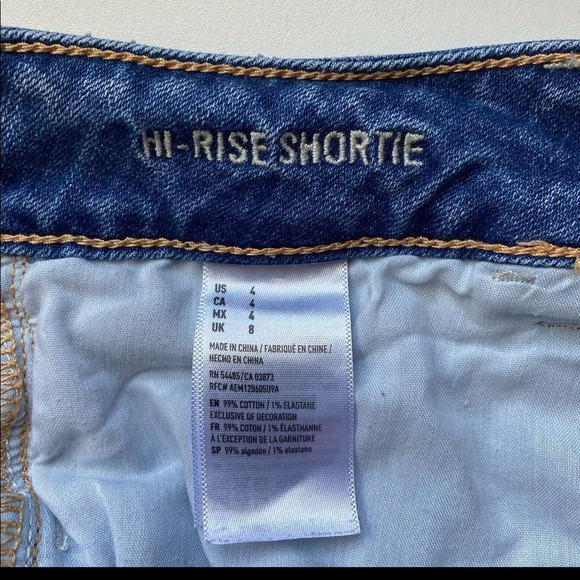 HI-RISE SHORTIE
US 4
CA 4
MX 4
UK 8
MADE IN CHINA / FABRIQUÉ EN CHINE /
HECHO EN CHINA
RN 54485/CA 03873
RFC# AEM120605U9A
EN 99% COTTON / 1% ELASTANE
EXCLUSIVE OF DECORATION
FR 99% COTON / 1% ÉLASTHANNE
À L'EXCEPTION DE LA GARNITURE
SP 99% algodón / 1% elastano